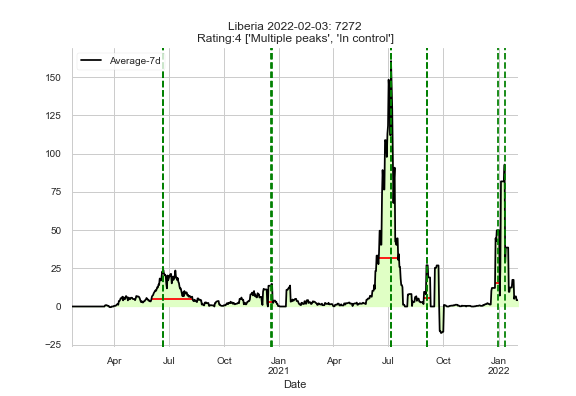 Liberia 2022-02-03: 7272
Rating:4 ['Multiple peaks', 'In control']
Average-7d
150
125
100
75
50
25
0
−25
Apr
Jul
Oct
Jan
2021
Apr
Jul
Oct
Jan
2022
Date